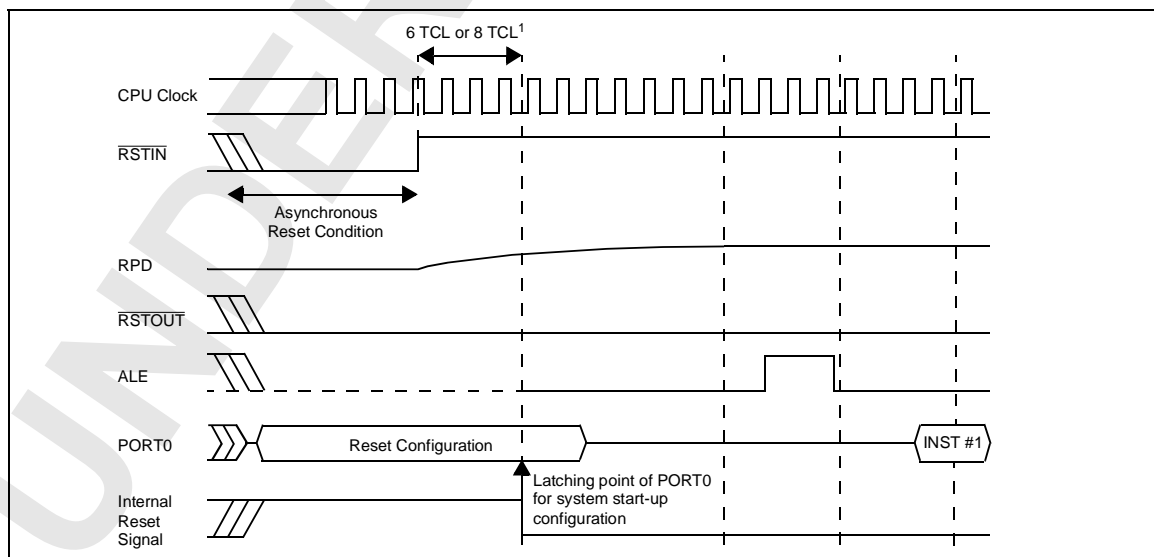 6 TCL or 8 TCL1
CPU Clock
RSTIN
Asynchronous
Reset Condition
RPD
RSTOUT
ALE
PORT0
Reset Configuration
INST #1
Latching point of PORT0
for system start-up
configuration
Internal
Reset
Signal
UNDER